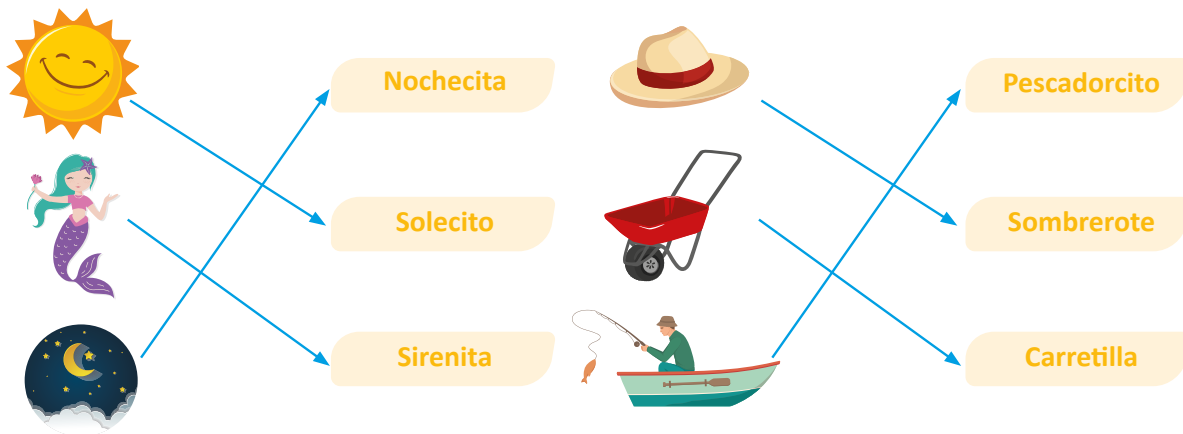 Nochecita
Solecito
Sirenita
Pescadorcito
Sombrerote
Carretilla